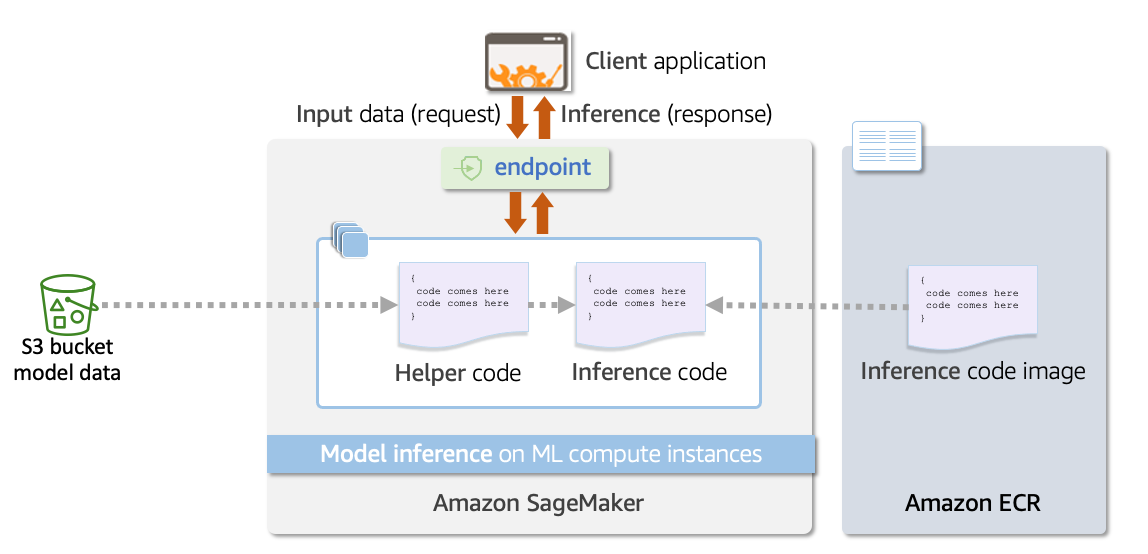 Client application
Input data (request)
Inference (response)
endpoint
{
code comes here
code comes here
}
{
code comes here
code comes here
}
{
code comes here
code comes here
}
S3 bucket
model data
Helper code
Inference code
Inference code image
Model inference on ML compute instances
Amazon SageMaker
Amazon ECR